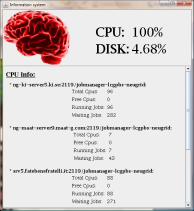 Information system
CPU: 100%
DISK: 4.68%
CPU Info:
Total Cpus: 96
Free Cpus: 0
Running Jobs: 96
Waiting Jobs: 282
Total Cpus: 7
Free Cpus: 0
Running Jobs: 7
Waiting Jobs: 43
Total Cpus: 88
Free Cpus: 0
Running Jobs: 88
Waiting Jobs: 271